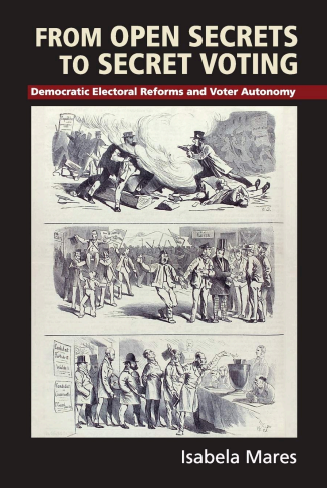 FROM OPEN SECRETS
TO SECRET VOTING
Democratic Electoral Reforms and Voter Autonomy
Isabela Mares